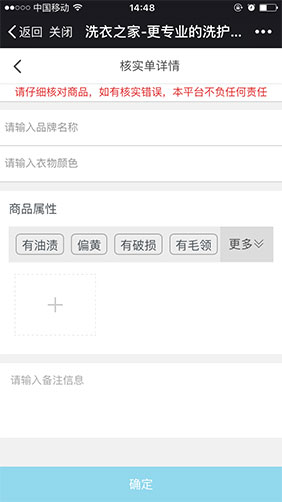 中国移动 14:48
返回 关闭 洗衣之家-更专业的洗护...
核实单详情
请仔细核对商品，如有核实错误，本平台不负任何责任
请输入品牌名称
请输入衣物颜色
商品属性
有油渍 偏黄 有破损 有毛领 更多
请输入备注信息
确定